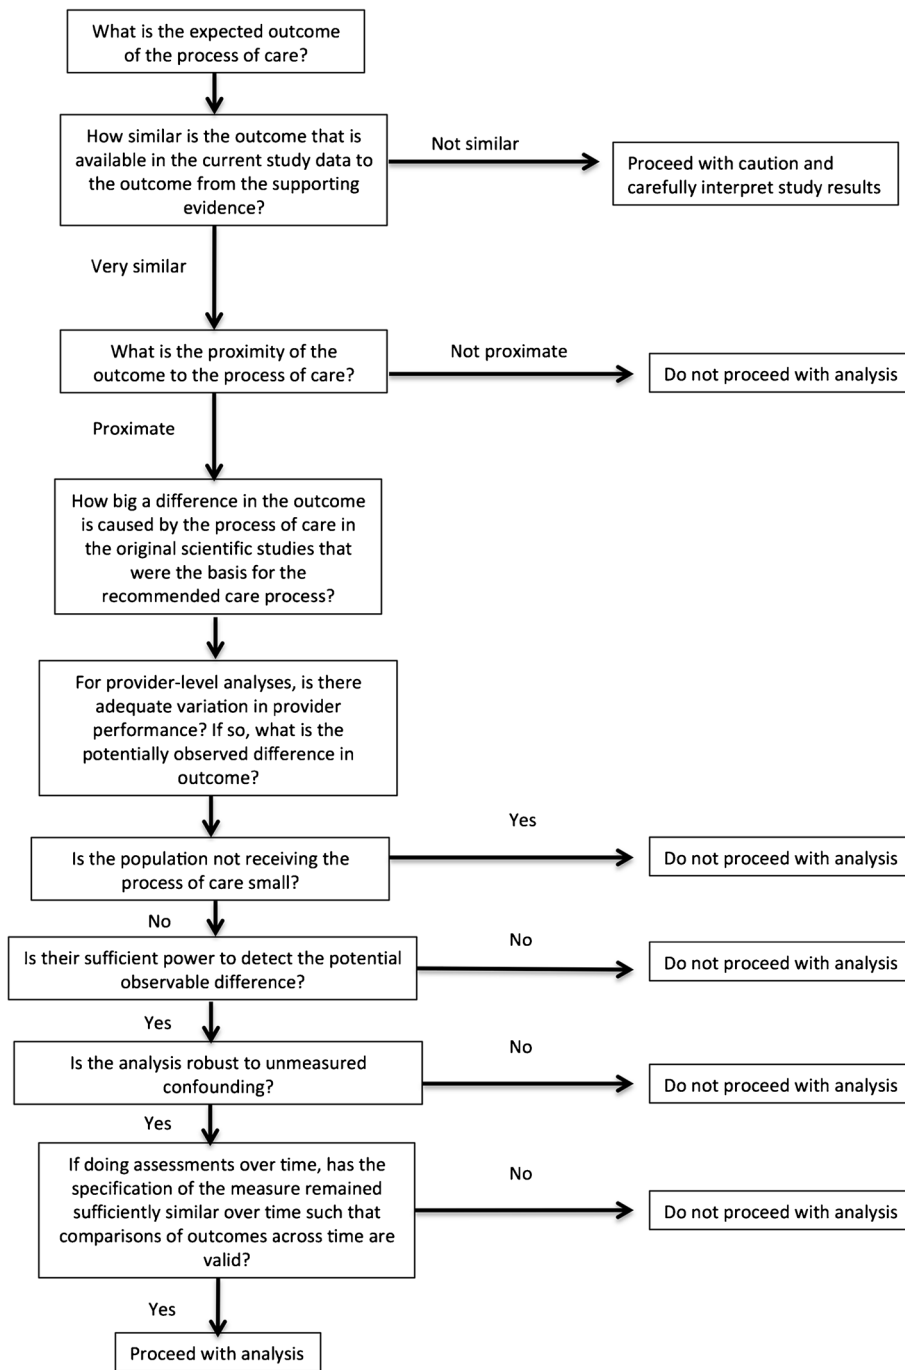 What is the expected outcome
of the process of care?
How similar is the outcome that is
available in the current study data to
the outcome from the supporting
evidence?
Not similar
Proceed with caution and
carefully interpret study results
Very similar
What is the proximity of the
outcome to the process of care?
Not proximate
Do not proceed with analysis
Proximate
How big a difference in the outcome
is caused by the process of care in
the original scientific studies that
were the basis for the
recommended care process?
For provider-level analyses, is there
adequate variation in provider
performance? If so, what is the
potentially observed difference in
outcome?
Is the population not receiving the
process of care small?
Yes
Do not proceed with analysis
No
Is their sufficient power to detect the potential
observable difference?
No
Do not proceed with analysis
Yes
Is the analysis robust to unmeasured
confounding?
No
Do not proceed with analysis
Yes
If doing assessments over time, has the
specification of the measure remained
sufficiently similar over time such that
comparisons of outcomes across time are
valid?
No
Do not proceed with analysis
Yes
Proceed with analysis